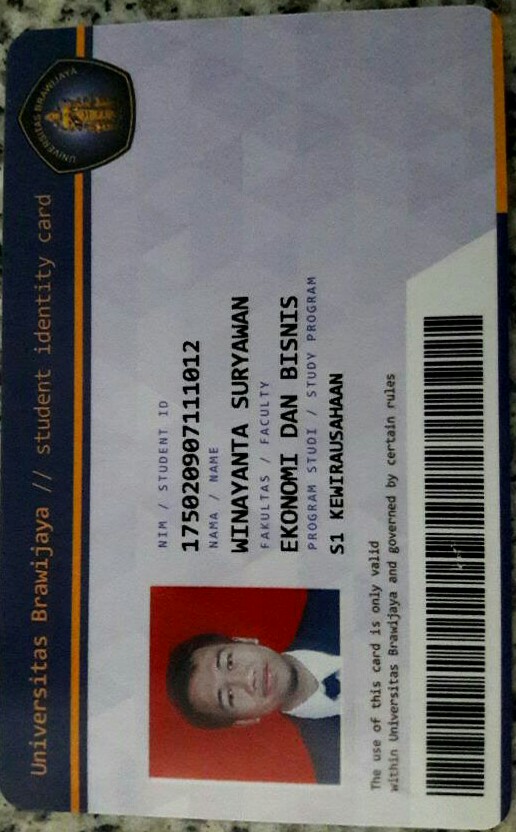 Universitas Brawijaya // student identity card
UNIVERSITAS BRAWIJAYA
NIM / STUDENT ID
175020907111012
NAMA / NAME
WINAYANTA SURYAWAN
FAKULTAS / FACULTY
EKONOMI DAN BISNIS
PROGRAM STUDI / STUDY PROGRAM
S1 KEWIRAUSAHAAN
The use of this card is only valid
within Universitas Brawijaya and governed by certain rules